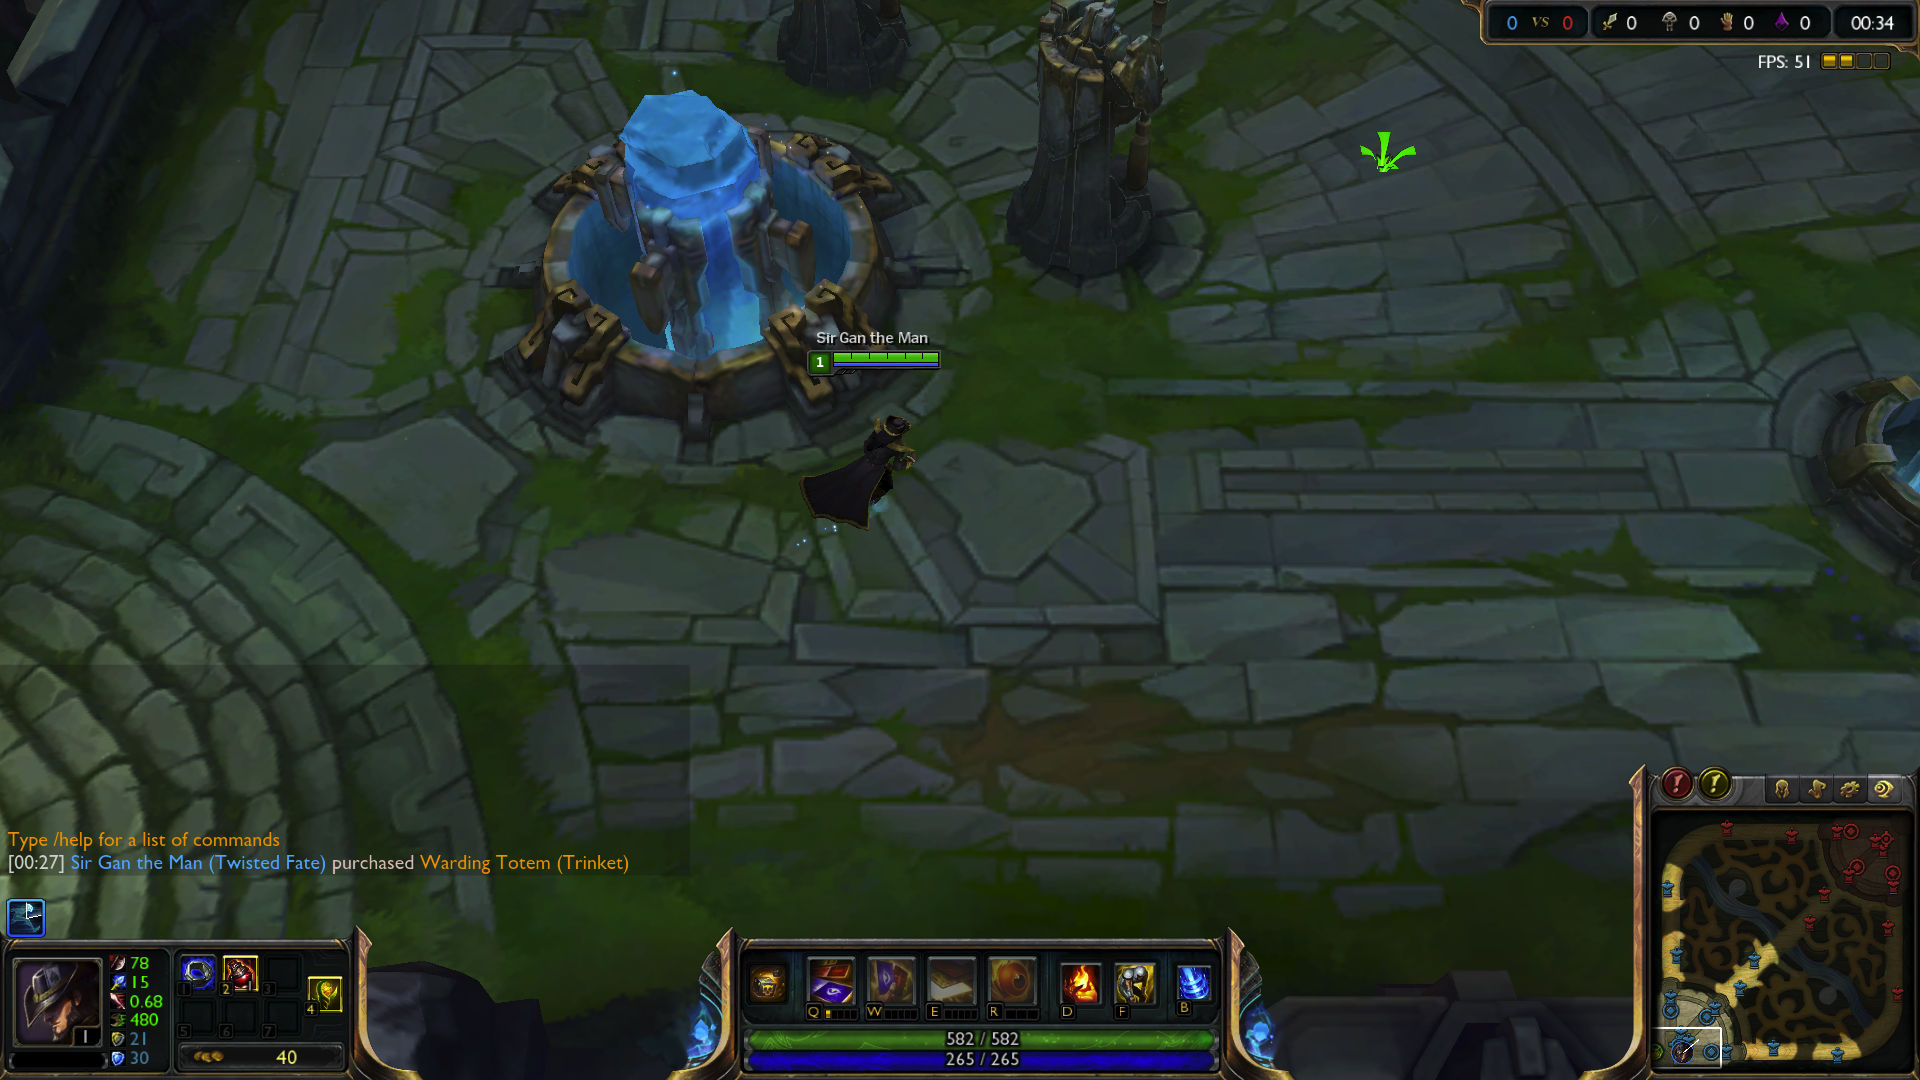 0 VS 0 0 0 0 0 00:34
FPS: 51
Sir Gan the Man
1
Type /help for a list of commands
[00:27] Sir Gan the Man (Twisted Fate) purchased Warding Totem (Trinket)
78
15
0.68
480
21
30
1
1 2 3
4
5 6 7
40
Q W E R D F B
582 / 582
265 / 265